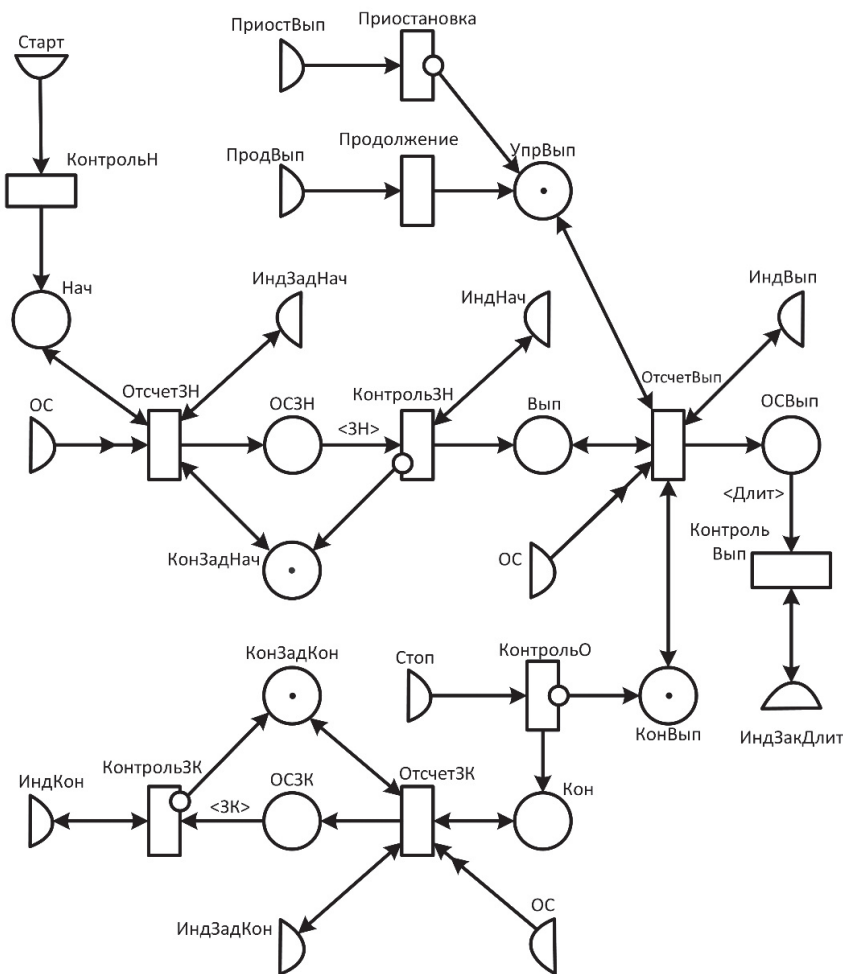 Приостановка
ПриостВып
Старт
Продолжение
УпрВып
ПродВып
КонтрольН
Нач
ИндЗадНач
ИндНач
ИндВып
ОтсчетЗН
КонтрольЗН
ОтсчетВып
ОС
ОСЗН
Вып
ОСВып
<ЗН>
<Длит>
Контроль
Вып
КонЗадНач
ОС
КонЗадКон
Стоп
КонтрольО
КонВып
ИндЗакДлит
ИндКон
КонтрольЗК
ОСЗК
ОтсчетЗК
Кон
<ЗК>
ИндЗадКон
ОС